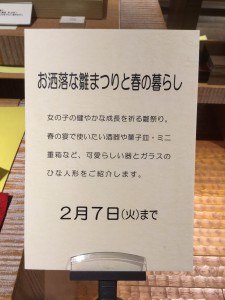 お洒落な雛まつりと春の暮らし
女の子の健やかな成長を祈る雛祭り。
春の宴で使いたい酒器や菓子皿・ミニ
重箱など、可愛らしい器とガラスの
ひな人形をご紹介します。
2月7日(火)まで